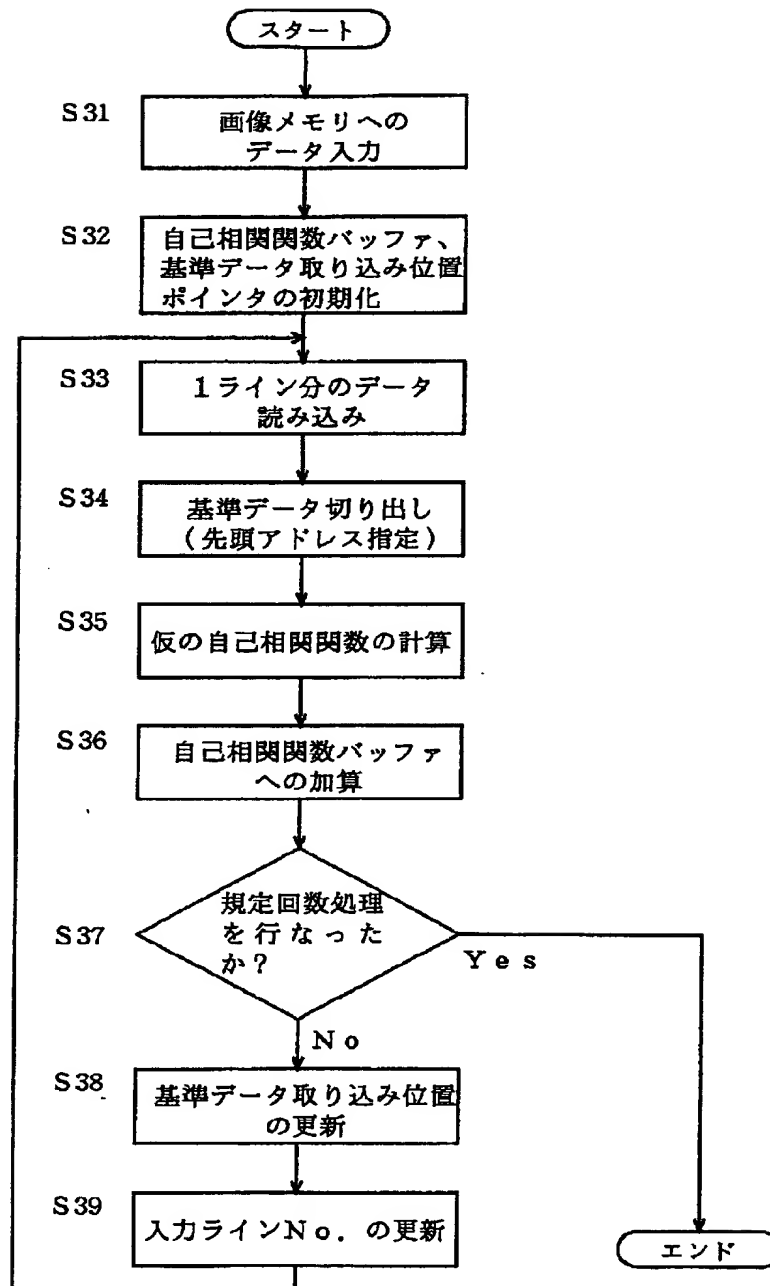 スタート
S31
画像メモリへの
データ入力
S32
自己相関関数バッファ、
基準データ取り込み位置
ポインタの初期化
S33
1ライン分のデータ
読み込み
S34
基準データ切り出し
(先頭アドレス指定)
S35
仮の自己相関関数の計算
S36
自己相関関数バッファ
への加算
S37
規定回数処理
を行なった
か?
Yes
No
S38
基準データ取り込み位置
の更新
S39
入力ラインNo.の更新
エンド